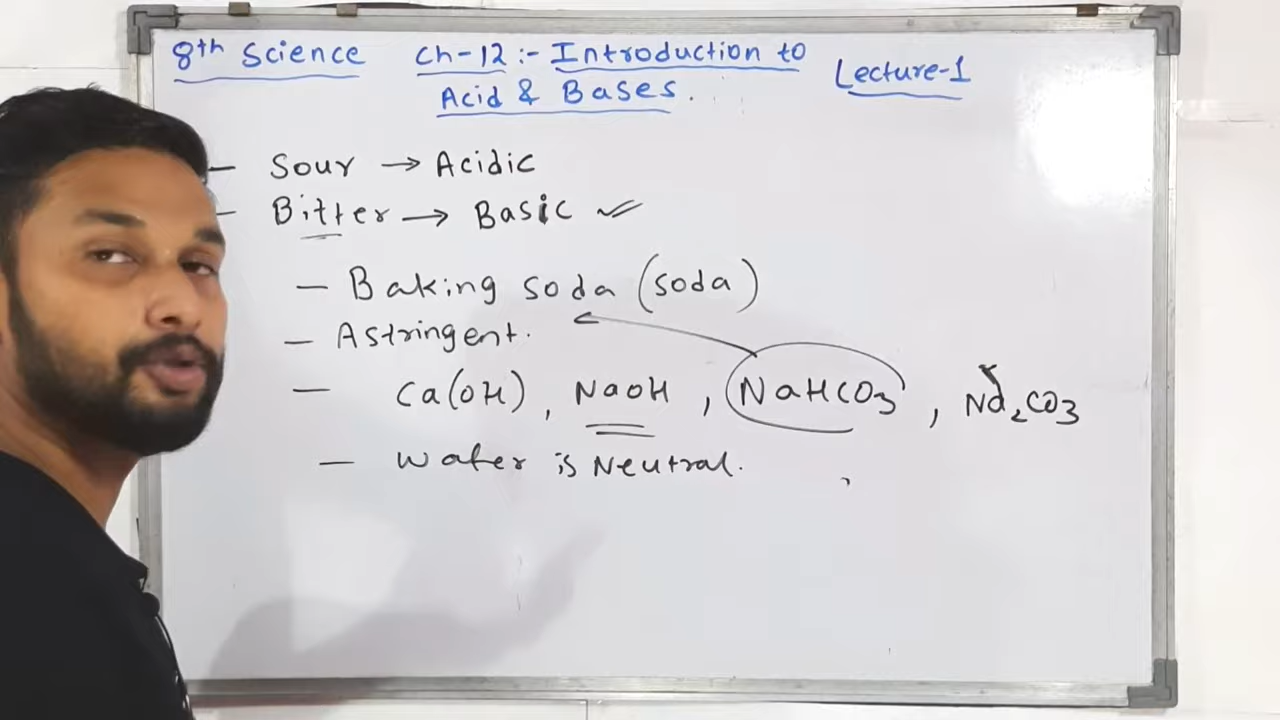 8th Science Ch-12:- Introduction to Lecture-1
Acid & Bases.
- Sour → Acidic
- Bitter → Basic ✓
- Baking soda (soda)
- Astringent.
- Ca(OH), NaOH, NaHCO3, Na2CO3
- Water is Neutral.